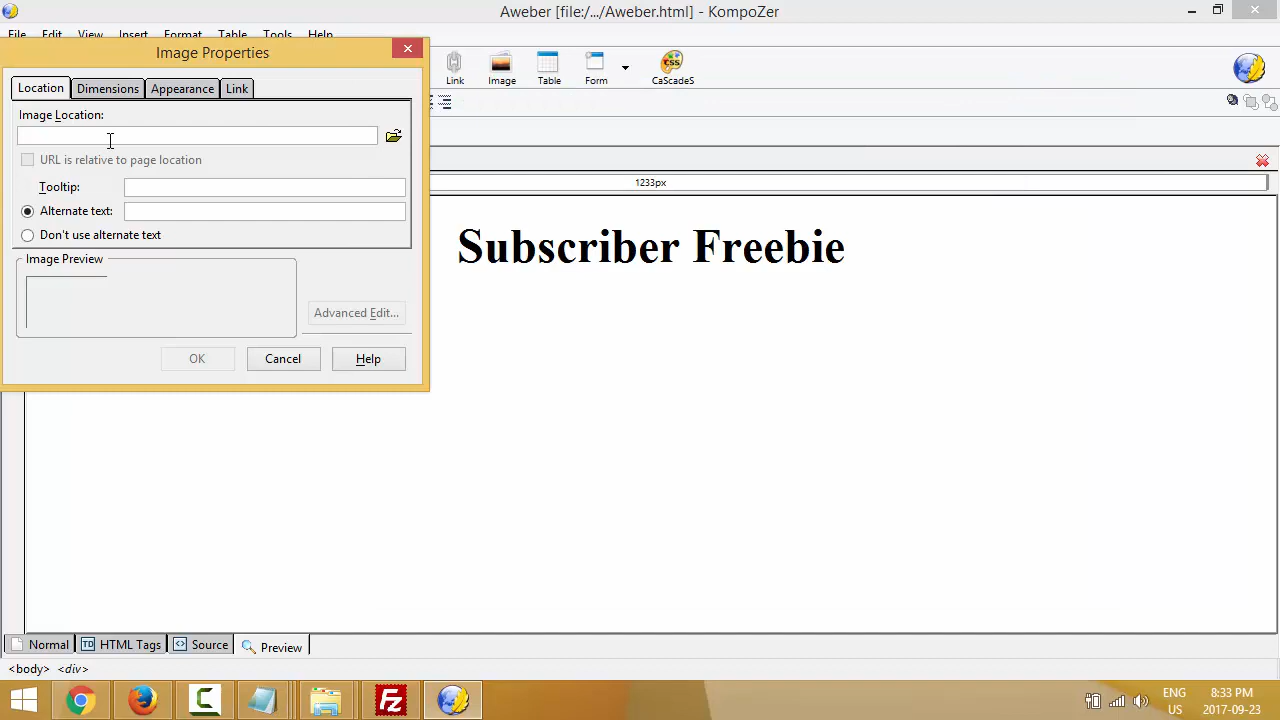 Aweber [file:/.../Aweber.html] - KompoZer
File Edit View Insert Format Table Tools Help
Image Properties
Link Image Table Form CaScadeS
Location Dimensions Appearance Link
Image Location:
URL is relative to page location
1233px
Tooltip:
Alternate text:
Don't use alternate text
Subscriber Freebie
Image Preview
Advanced Edit...
OK Cancel Help
Normal HTML Tags Source Preview
<body> <div>
ENG 8:33 PM
US 2017-09-23